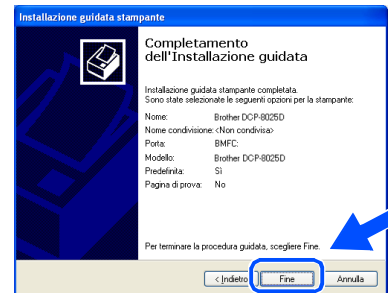 Installazione guidata stampante
Completamento
dell'Installazione guidata
Installazione guidata stampante completata.
Sono state selezionate le seguenti opzioni per la stampante:
Nome: Brother DCP-8025D
Nome condivisione: <Non condivisa>
Porta: BMFC:
Modello: Brother DCP-8025D
Predefinita: Sì
Pagina di prova: No
Per terminare la procedura guidata, scegliere Fine.
< Indietro Fine Annulla